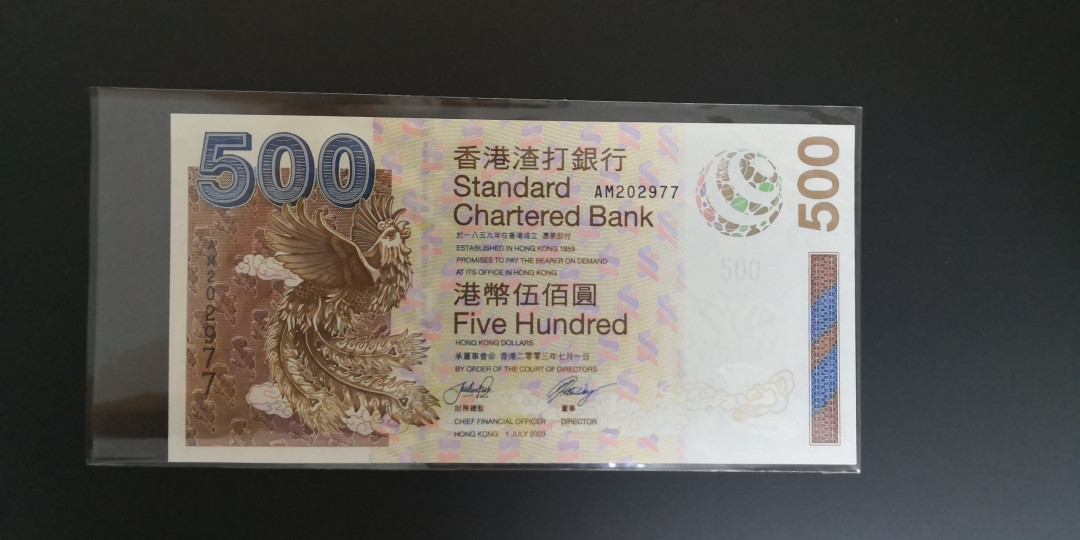 500
AM202977
香港渣打銀行
Standard
Chartered Bank
AM202977
於一八五九年在香港成立 憑票即付
ESTABLISHED IN HONG KONG 1859
PROMISES TO PAY THE BEARER ON DEMAND
AT ITS OFFICE IN HONG KONG
港幣伍佰圓
Five Hundred
HONG KONG DOLLARS
承董事會命 香港二零零三年七月一日
BY ORDER OF THE COURT OF DIRECTORS
財務總監 董事
CHIEF FINANCIAL OFFICER DIRECTOR
HONG KONG 1 JULY 2003
500
500